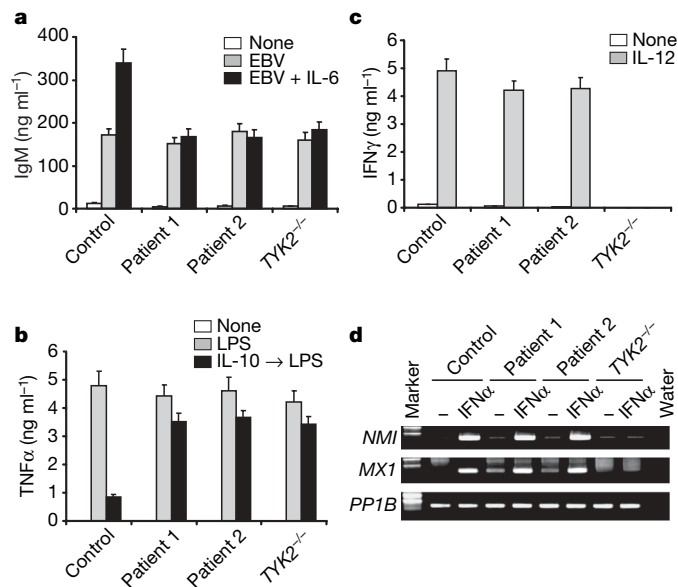 a
None
EBV
EBV + IL-6
IgM (ng ml⁻¹)
400
300
200
100
0
Control
Patient 1
Patient 2
TYK2⁻/⁻
b
None
LPS
IL-10 → LPS
TNFα (ng ml⁻¹)
6
5
4
3
2
1
0
Control
Patient 1
Patient 2
TYK2⁻/⁻
c
None
IL-12
IFNγ (ng ml⁻¹)
6
5
4
3
2
1
0
Control
Patient 1
Patient 2
TYK2⁻/⁻
d
Control
Patient 1
Patient 2
TYK2⁻/⁻
Marker
– IFNα – IFNα – IFNα – IFNα
Water
NMI
MX1
PP1B